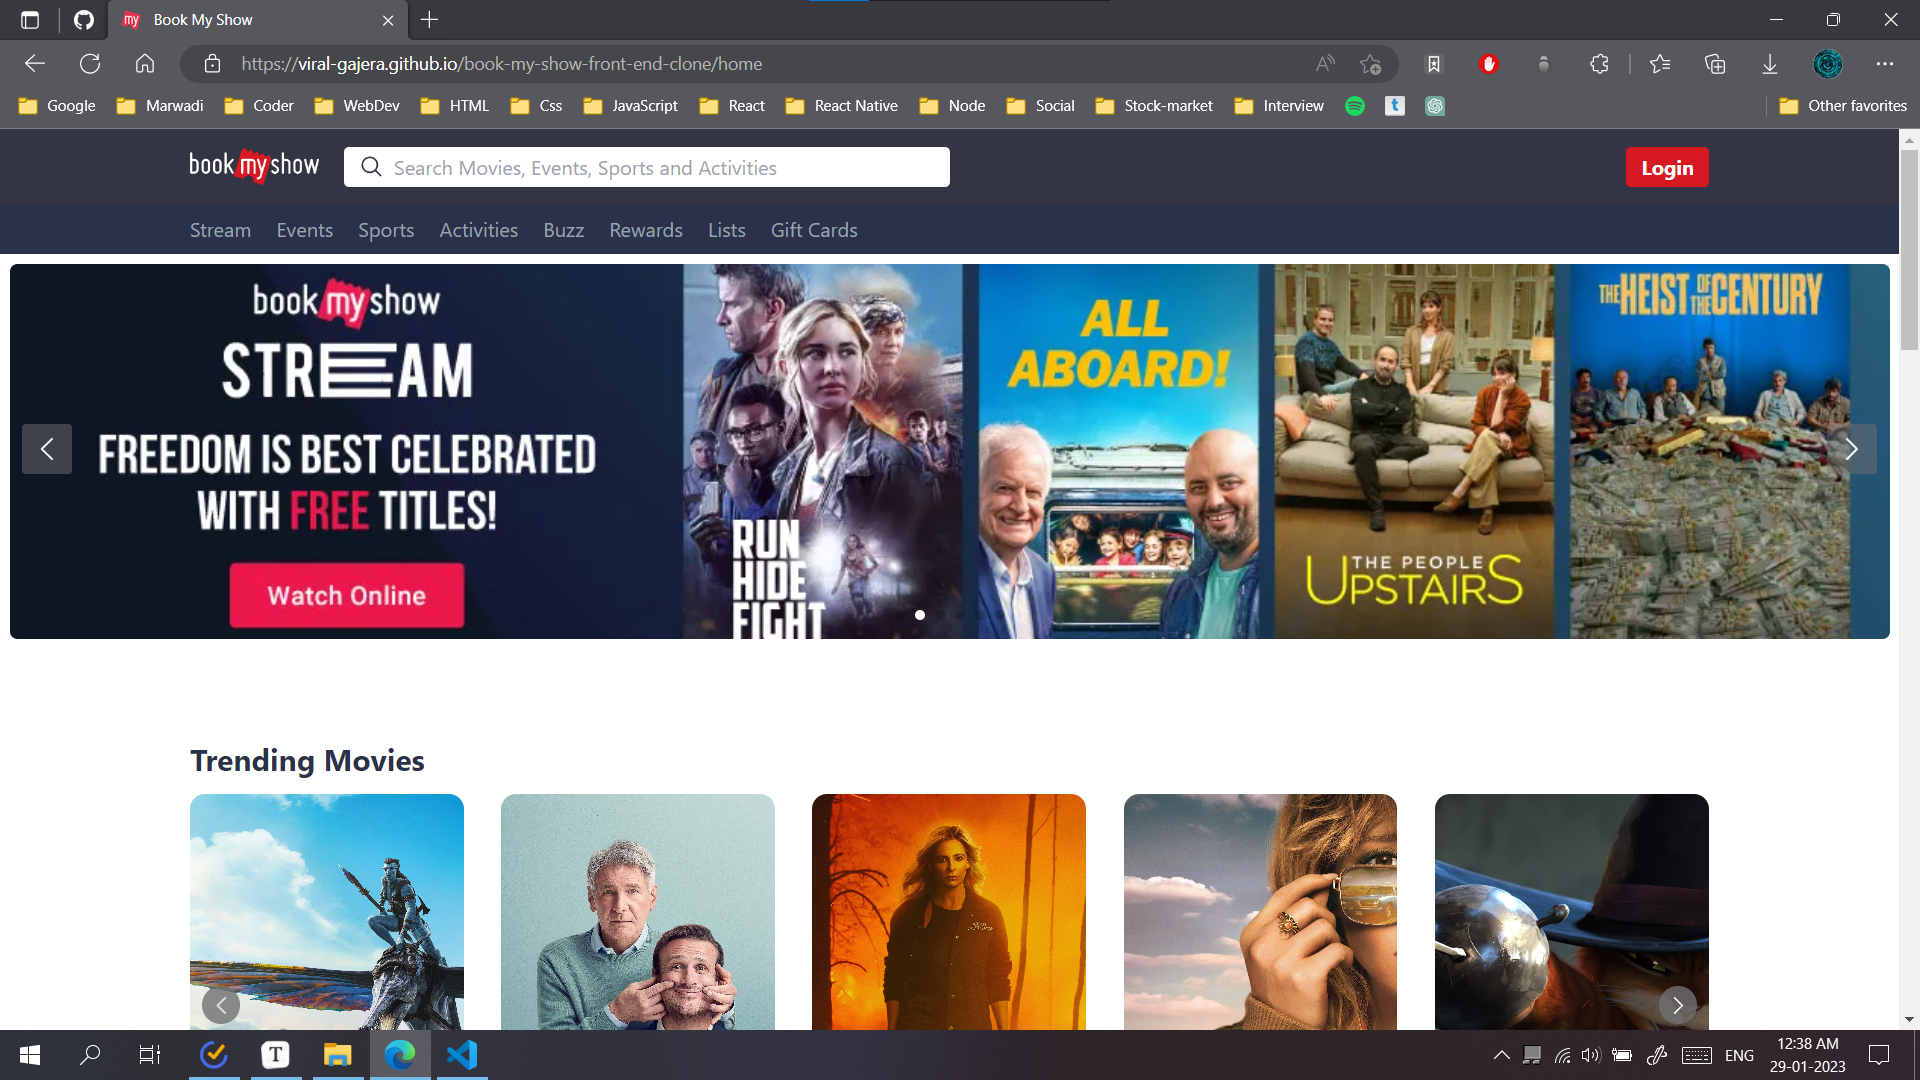 Book My Show
https://viral-gajera.github.io/book-my-show-front-end-clone/home
Google Marwadi Coder WebDev HTML Css JavaScript React React Native Node Social Stock-market Interview Other favorites
book my show
Search Movies, Events, Sports and Activities
Login
Stream Events Sports Activities Buzz Rewards Lists Gift Cards
book my show
STREAM
FREEDOM IS BEST CELEBRATED
WITH FREE TITLES!
Watch Online
RUN
HIDE
FIGHT
ALL
ABOARD!
THE PEOPLE
UPSTAIRS
THE HEIST OF THE CENTURY
Trending Movies
ENG
12:38 AM
29-01-2023